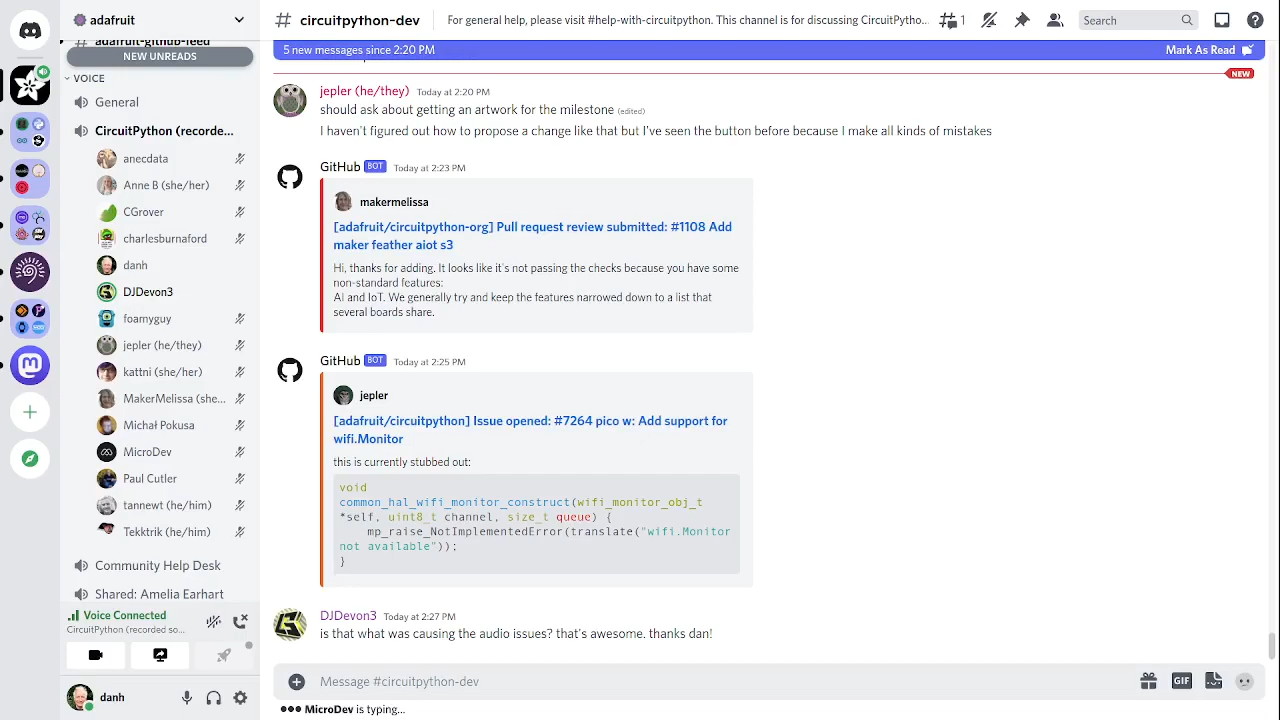 adafruit
# circuitpython-dev
For general help, please visit #help-with-circuitpython. This channel is for discussing CircuitPytho...
1
Search
adafruit-github-feed
NEW UNREADS
5 new messages since 2:20 PM
Mark As Read
NEW
VOICE
General
CircuitPython (recorde...
anecdata
Anne B (she/her)
CGrover
charlesburnaford
danh
DJDevon3
foamyguy
jepler (he/they)
kattni (she/her)
MakerMelissa (she...
Michał Pokusa
MicroDev
Paul Cutler
tannewt (he/him)
Tekktrik (he/him)
Community Help Desk
Shared: Amelia Earhart
Voice Connected
CircuitPython (recorded so...
danh
jepler (he/they) Today at 2:20 PM
should ask about getting an artwork for the milestone (edited)
I haven't figured out how to propose a change like that but I've seen the button before because I make all kinds of mistakes
GitHub BOT Today at 2:23 PM
makermelissa
[adafruit/circuitpython-org] Pull request review submitted: #1108 Add
maker feather aiot s3
Hi, thanks for adding. It looks like it's not passing the checks because you have some
non-standard features:
AI and IoT. We generally try and keep the features narrowed down to a list that
several boards share.
GitHub BOT Today at 2:25 PM
jepler
[adafruit/circuitpython] Issue opened: #7264 pico w: Add support for
wifi.Monitor
this is currently stubbed out:
void
common_hal_wifi_monitor_construct(wifi_monitor_obj_t
*self, uint8_t channel, size_t queue) {
mp_raise_NotImplementedError(translate("wifi.Monitor
not available"));
}
DJDevon3 Today at 2:27 PM
is that what was causing the audio issues? that's awesome. thanks dan!
Message #circuitpython-dev
GIF
MicroDev is typing...